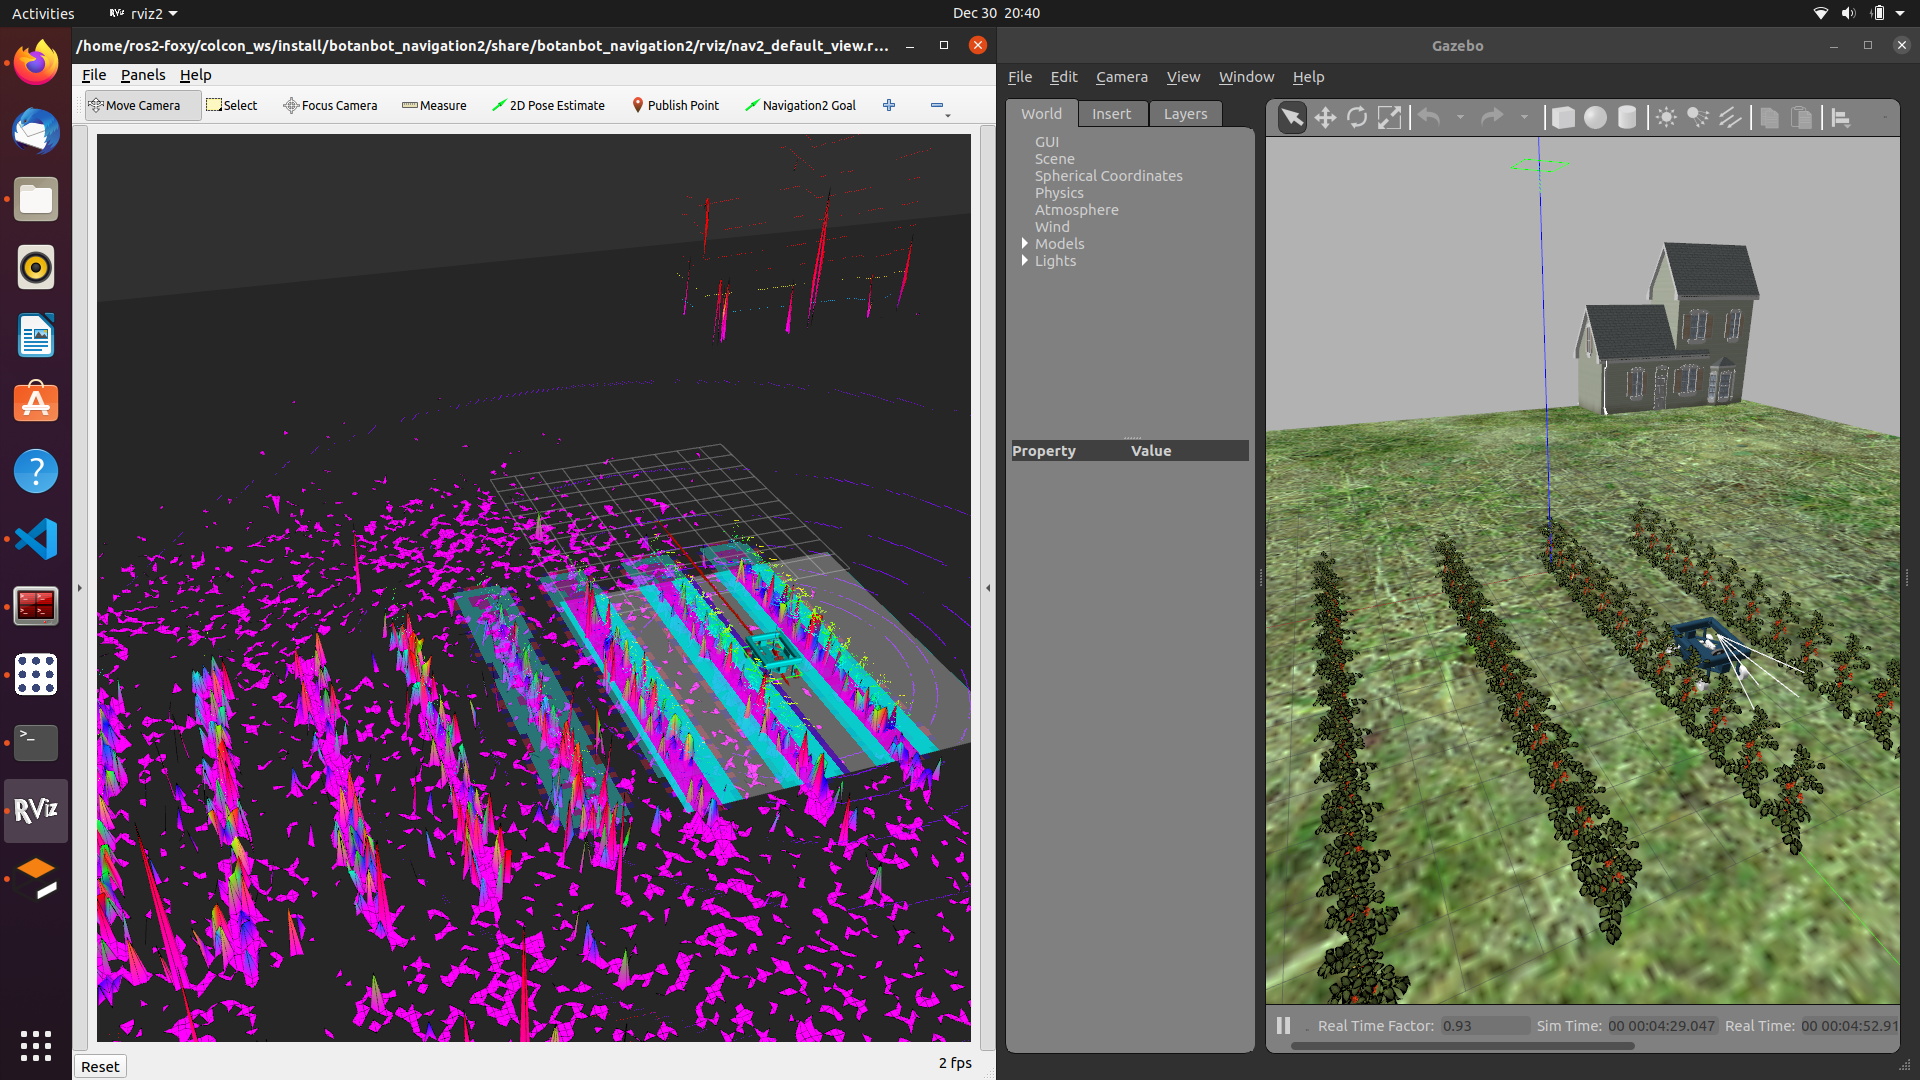 Activities
RViz
rviz2
Dec 30 20:40
/home/ros2-foxy/colcon_ws/install/botanbot_navigation2/share/botanbot_navigation2/rviz/nav2_default_view.r...
File Panels Help
Move Camera Select Focus Camera Measure 2D Pose Estimate Publish Point Navigation2 Goal
Reset
2 fps
RViz
Gazebo
File Edit Camera View Window Help
World Insert Layers
GUI
Scene
Spherical Coordinates
Physics
Atmosphere
Wind
Models
Lights
Property Value
Real Time Factor: 0.93 Sim Time: 00 00:04:29.047 Real Time: 00 00:04:52.91